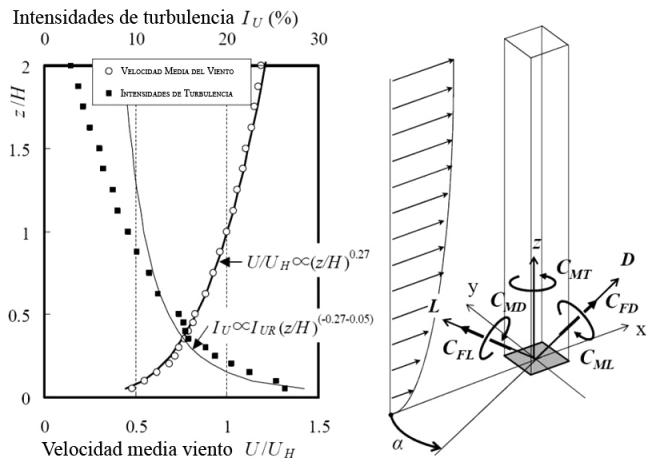 Intensidades de turbulencia I_U (%)
0 10 20 30
2
1.5
1
0.5
0
z/H
VELOCIDAD MEDIA DEL VIENTO
INTENSIDADES DE TURBULENCIA
U/U_H∝(z/H)^0.27
I_U∝I_UR(z/H)^(-0.27-0.05)
0 0.5 1 1.5
Velocidad media viento U/U_H
z
D
C_MT
y
L
C_MD
C_FD
x
C_FL
C_ML
α